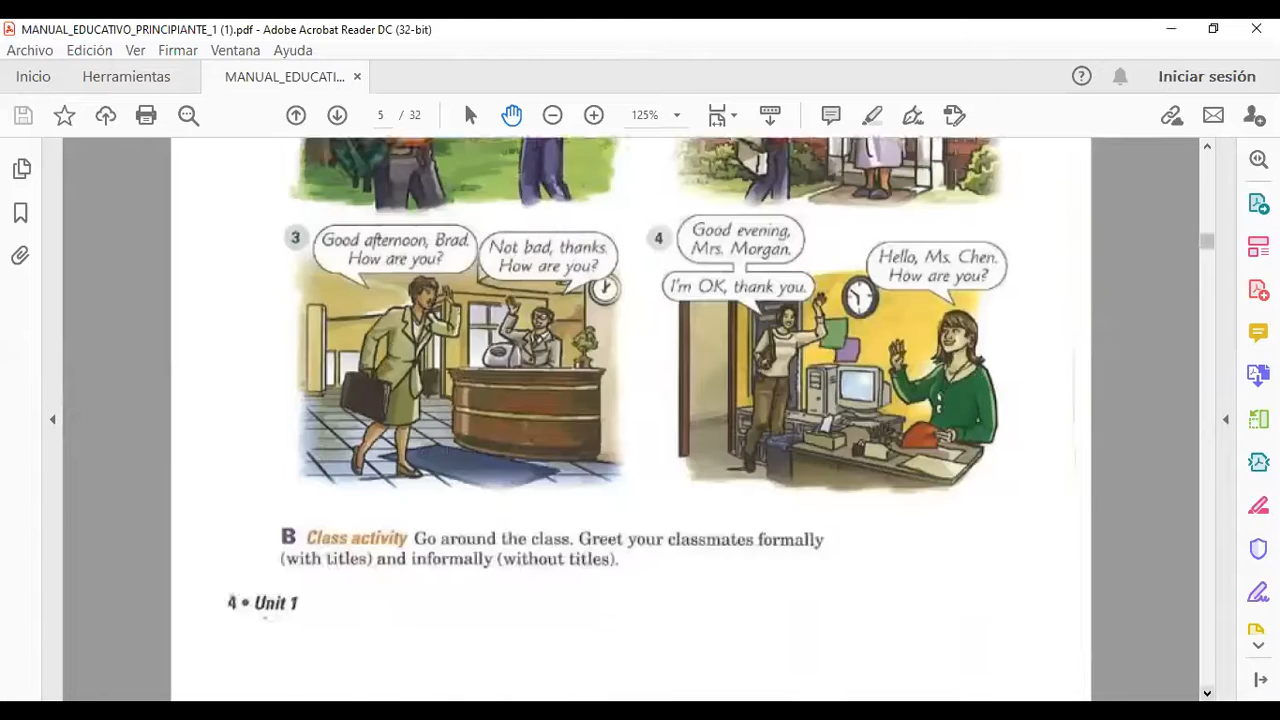 MANUAL_EDUCATIVO_PRINCIPIANTE_1 (1).pdf - Adobe Acrobat Reader DC (32-bit)
Archivo Edición Ver Firmar Ventana Ayuda
Inicio Herramientas MANUAL_EDUCATI... Iniciar sesión
5 / 32 125%
3
Good afternoon, Brad.
How are you?
Not bad, thanks.
How are you?
4
Good evening,
Mrs. Morgan.
Hello, Ms. Chen.
How are you?
I'm OK, thank you.
B Class activity Go around the class. Greet your classmates formally
(with titles) and informally (without titles).
4 • Unit 1